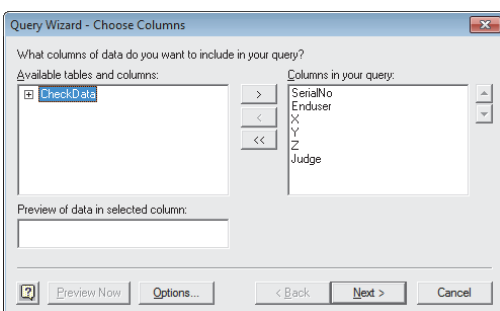 Query Wizard - Choose Columns
What columns of data do you want to include in your query?
Available tables and columns:
CheckData
>
<
<<
Columns in your query:
SerialNo
Enduser
X
Y
Z
Judge
Preview of data in selected column:
Preview Now
Options...
< Back
Next >
Cancel